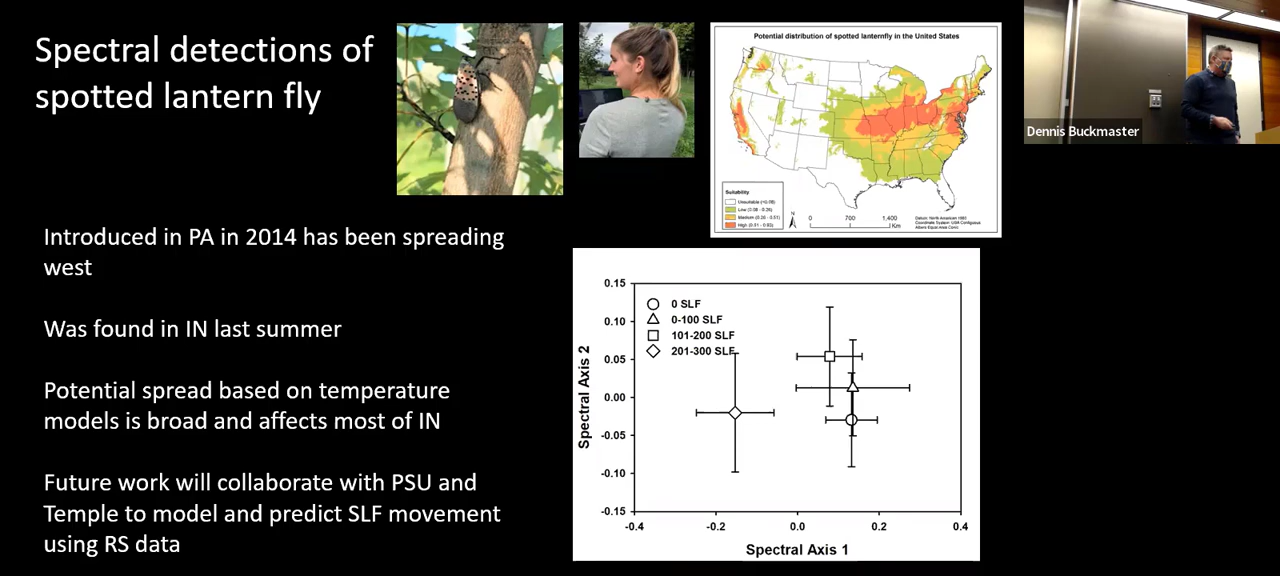 Spectral detections of
spotted lantern fly
Introduced in PA in 2014 has been spreading
west
Was found in IN last summer
Potential spread based on temperature
models is broad and affects most of IN
Future work will collaborate with PSU and
Temple to model and predict SLF movement
using RS data
Potential distribution of spotted lanternfly in the United States
Suitability
Unsuitable (<0.08)
Low (0.08 - 0.26)
Medium (0.26 - 0.51)
High (0.51 - 0.93)
N
0 700 1,400
Km
Datum: North American 1983
Coordinate System: USA Contiguous
Albers Equal Area Conic
Dennis Buckmaster
0 SLF
0-100 SLF
101-200 SLF
201-300 SLF
Spectral Axis 2
0.15
0.10
0.05
0.00
-0.05
-0.10
-0.15
-0.4 -0.2 0.0 0.2 0.4
Spectral Axis 1